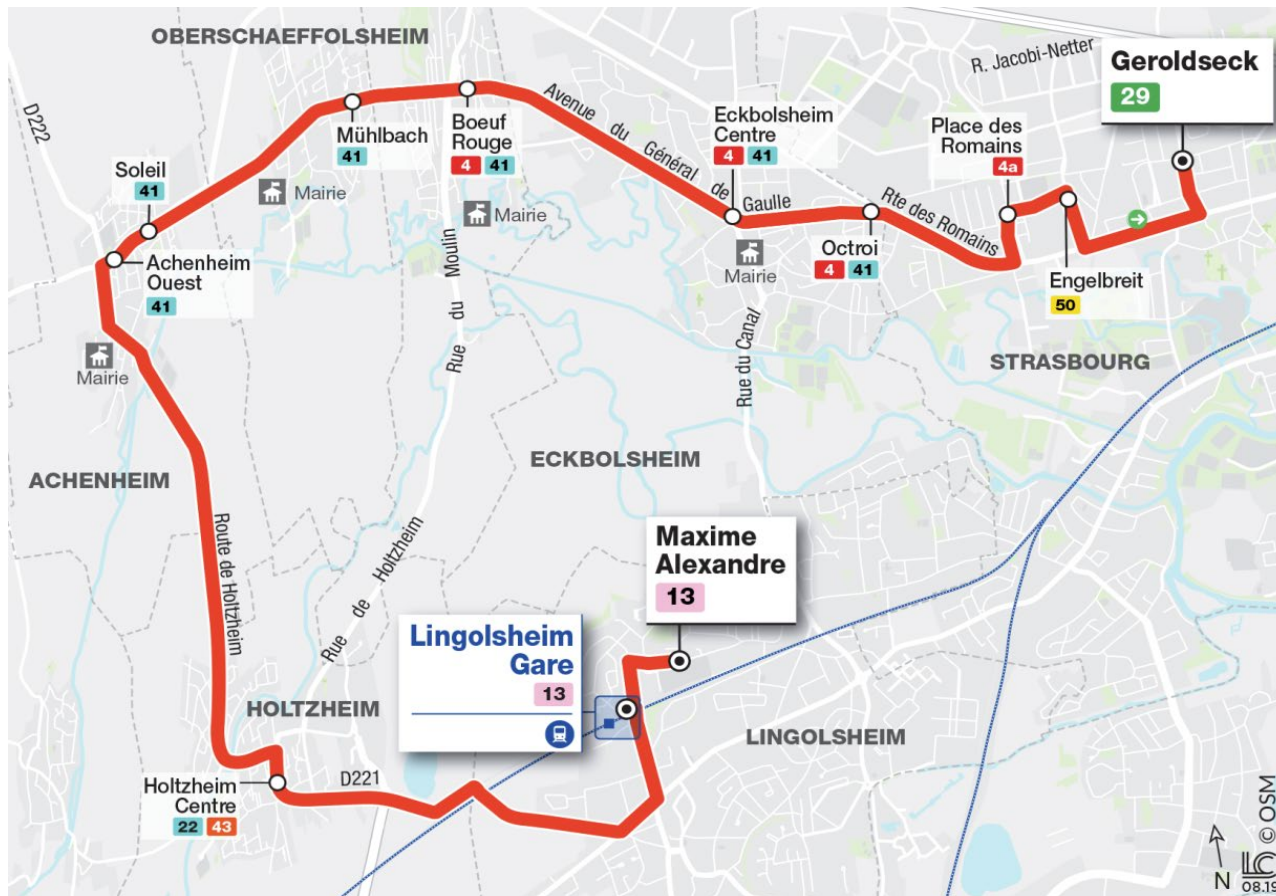 OBERSCHAEFFOLSHEIM
R. Jacobi-Netter
Geroldseck
29
D222
Avenue du Général de Gaulle
Mühlbach
41
Boeuf
Rouge
4 41
Eckbolsheim
Centre
4 41
Place des
Romains
4a
Soleil
41
Mairie
Mairie
Rte des Romains
Achenheim
Ouest
41
Octroi
4 41
Mairie
Engelbreit
50
Mairie
Rue du Moulin
Rue du Canal
STRASBOURG
ACHENHEIM
ECKBOLSHEIM
Route de Holtzheim
Rue de Holtzheim
Maxime
Alexandre
13
Lingolsheim
Gare
13
HOLTZHEIM
LINGOLSHEIM
Holtzheim
Centre
22 43
D221
N
© OSM
08.19